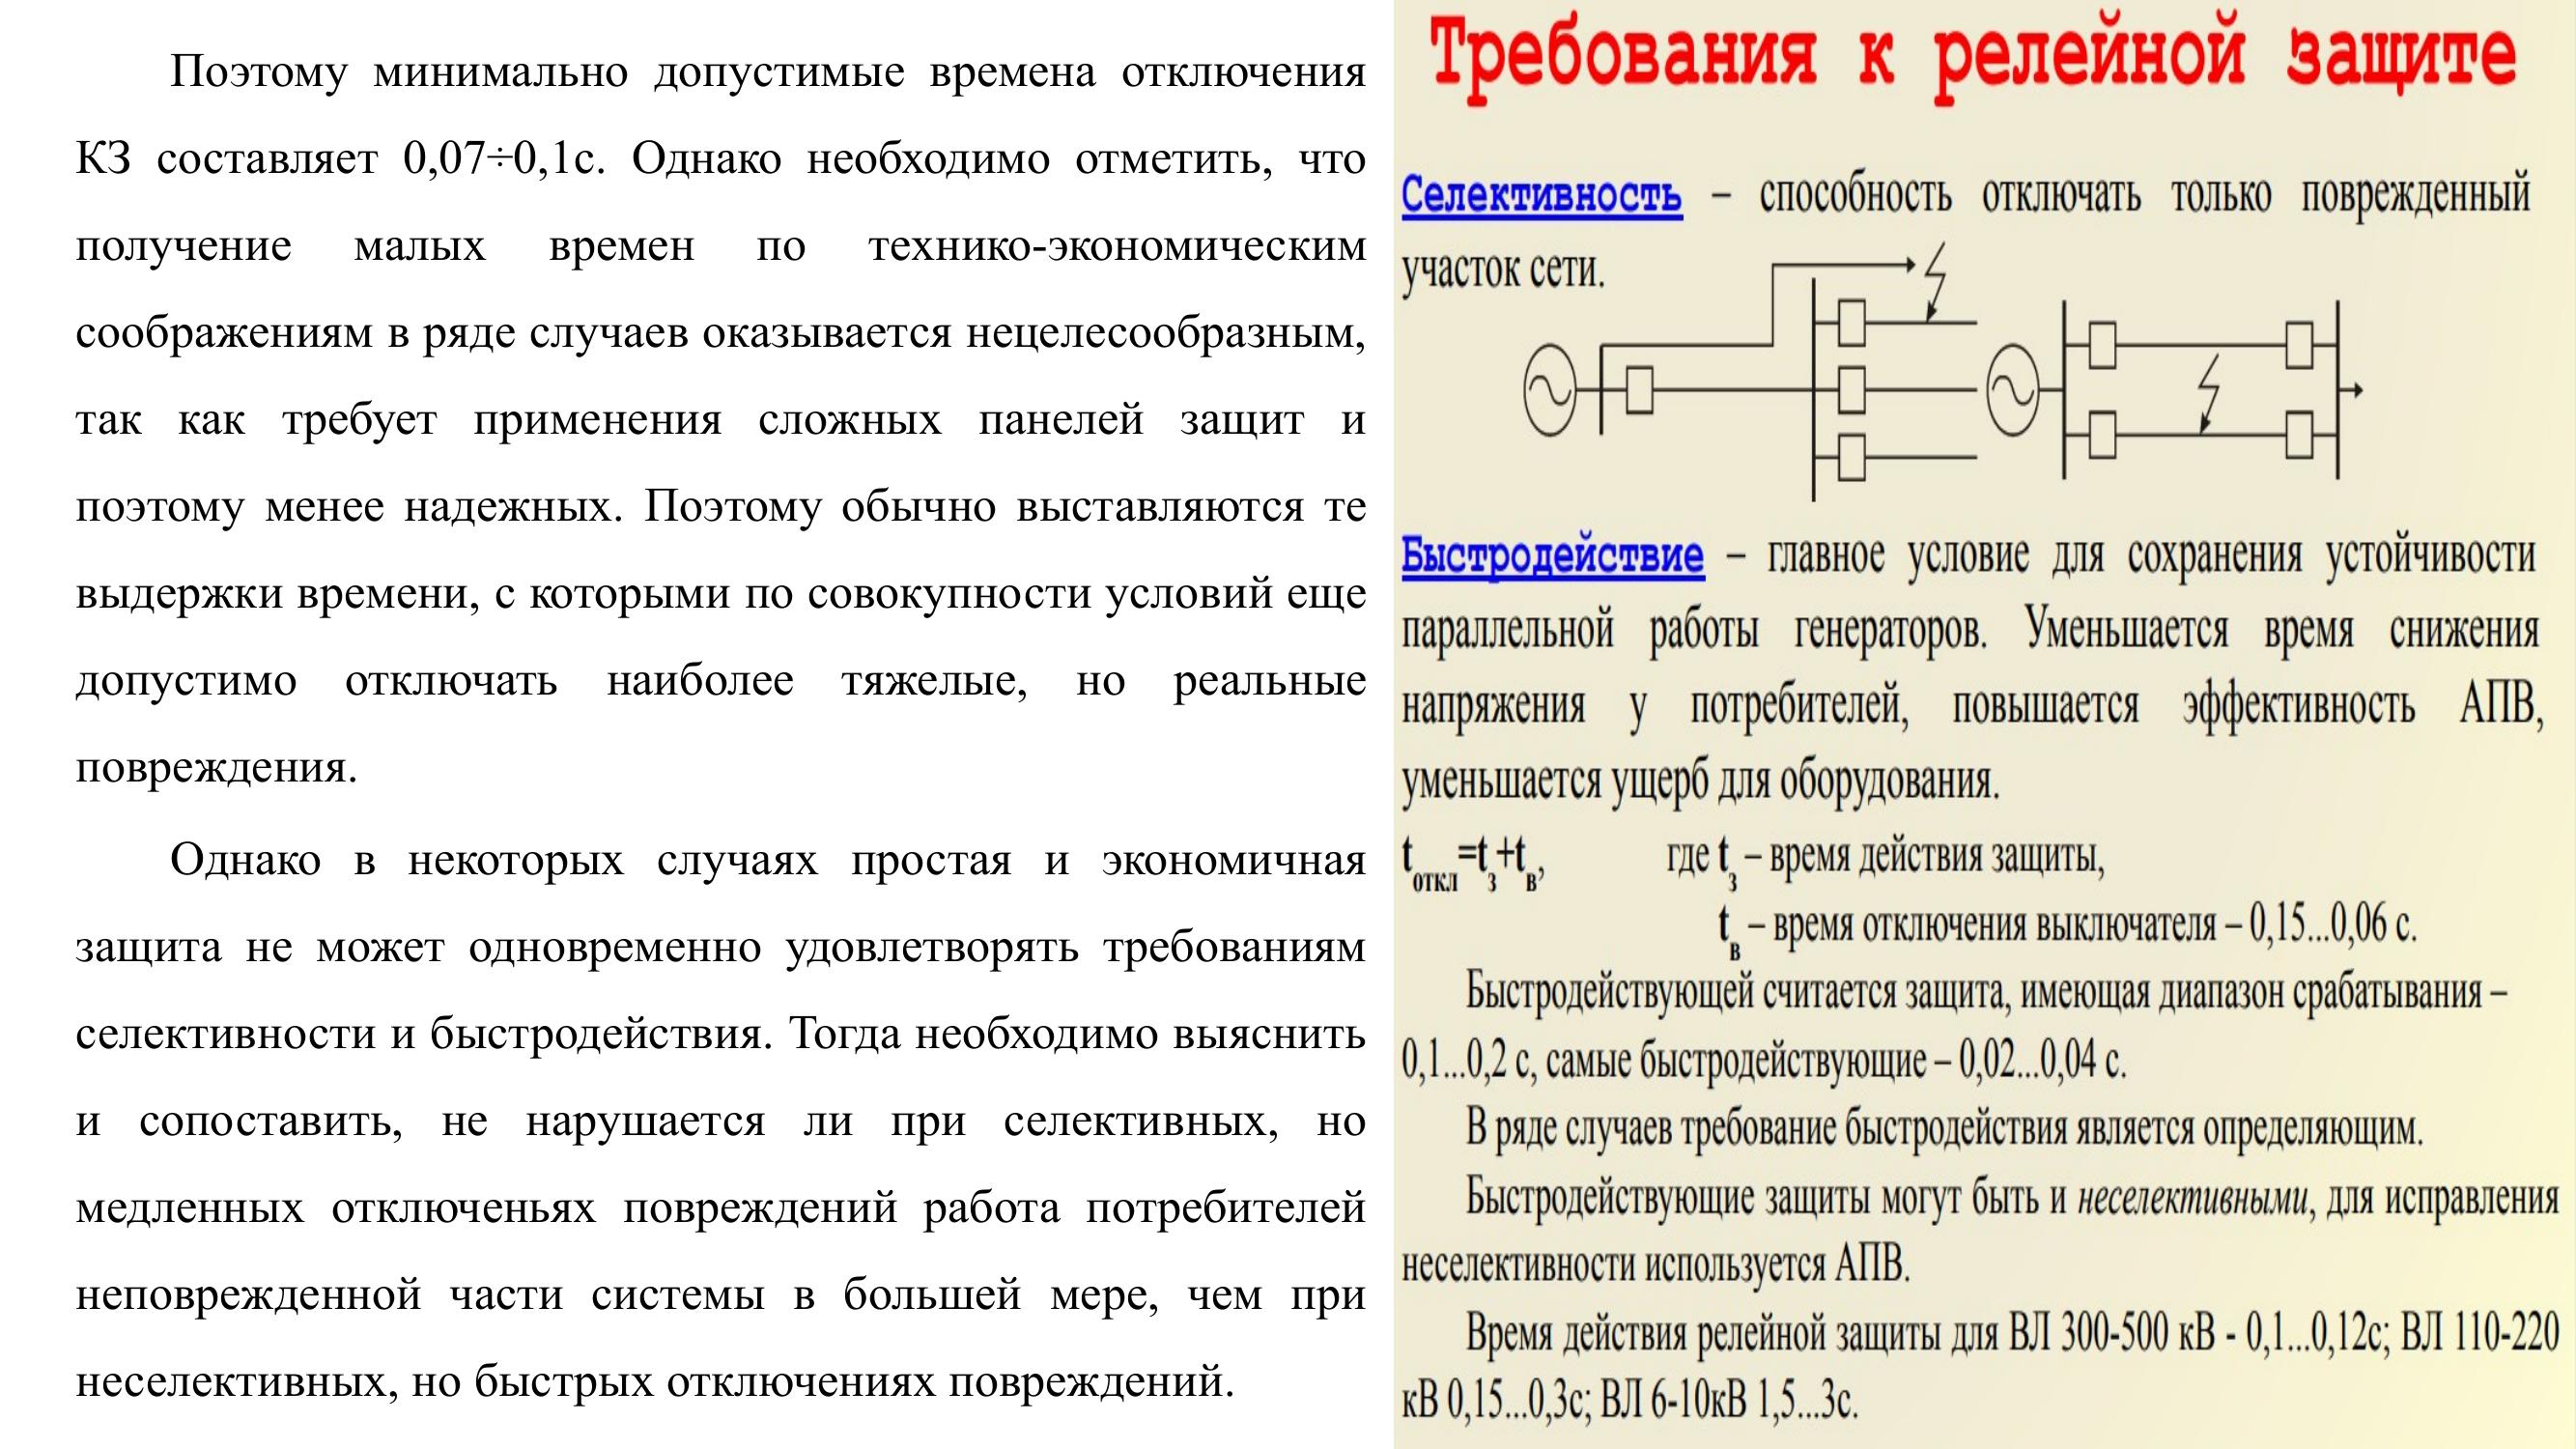 Поэтому минимально допустимые времена отключения
КЗ составляет 0,07÷0,1с. Однако необходимо отметить, что
получение малых времен по технико-экономическим
соображениям в ряде случаев оказывается нецелесообразным,
так как требует применения сложных панелей защит и
поэтому менее надежных. Поэтому обычно выставляются те
выдержки времени, с которыми по совокупности условий еще
допустимо отключать наиболее тяжелые, но реальные
повреждения.
Однако в некоторых случаях простая и экономичная
защита не может одновременно удовлетворять требованиям
селективности и быстродействия. Тогда необходимо выяснить
и сопоставить, не нарушается ли при селективных, но
медленных отключеньях повреждений работа потребителей
неповрежденной части системы в большей мере, чем при
неселективных, но быстрых отключениях повреждений.
Требования к релейной защите
Селективность – способность отключать только поврежденный
участок сети.
Быстродействие – главное условие для сохранения устойчивости
параллельной работы генераторов. Уменьшается время снижения
напряжения у потребителей, повышается эффективность АПВ,
уменьшается ущерб для оборудования.
tоткл=tз+tв, где tз – время действия защиты,
tв – время отключения выключателя – 0,15...0,06 с.
Быстродействующей считается защита, имеющая диапазон срабатывания –
0,1...0,2 с, самые быстродействующие – 0,02...0,04 с.
В ряде случаев требование быстродействия является определяющим.
Быстродействующие защиты могут быть и неселективными, для исправления
неселективности используется АПВ.
Время действия релейной защиты для ВЛ 300-500 кВ - 0,1...0,12с; ВЛ 110-220
кВ 0,15...0,3с; ВЛ 6-10кВ 1,5...3с.